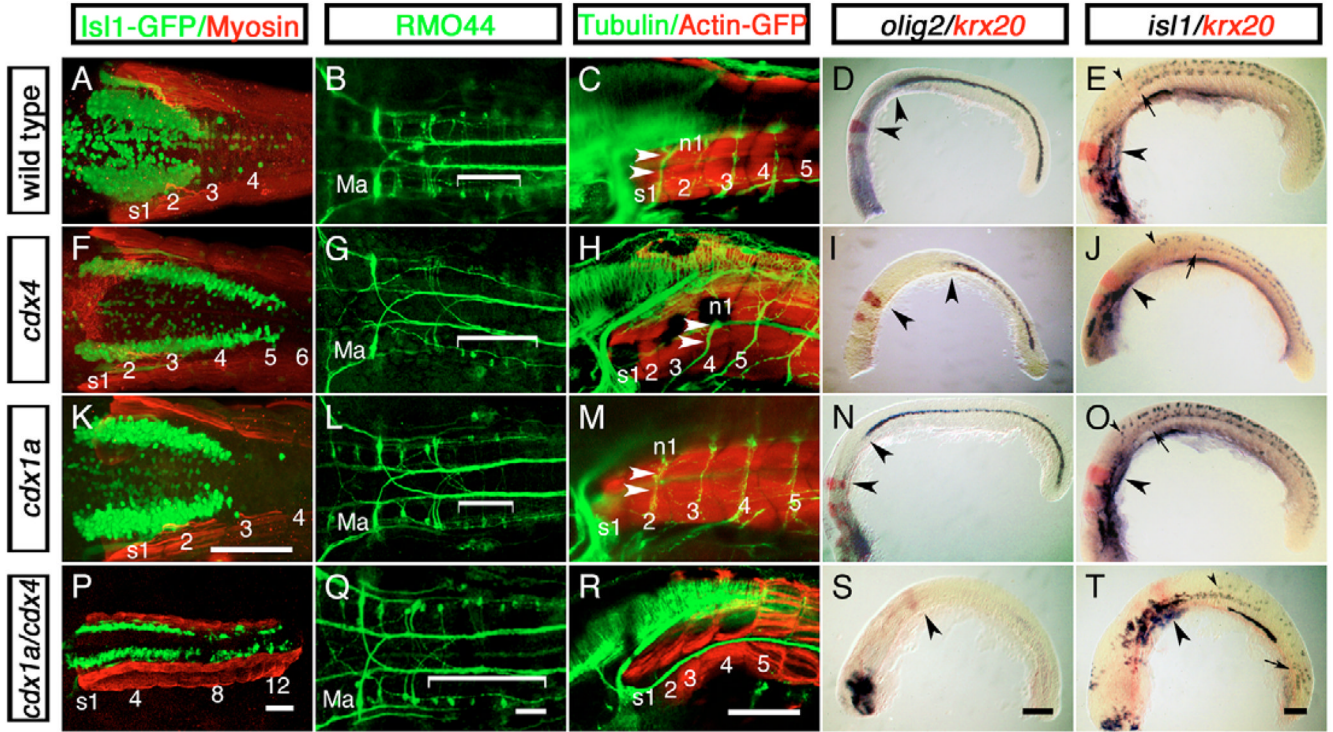 Isl1-GFP/Myosin RMO44 Tubulin/Actin-GFP olig2/krx20 isl1/krx20
wild type
A B C D E
n1
Ma
s1 2 3 4
s1 2 3 4 5
cdx4
F G H I J
n1
Ma
s1 2 3 4 5 6
s1 2 3 4 5
cdx1a
K L M N O
n1
Ma
s1 2 3 4
s1 2 3 4 5
cdx1a/cdx4
P Q R S T
Ma
s1 4 8 12
s1 2 3 4 5